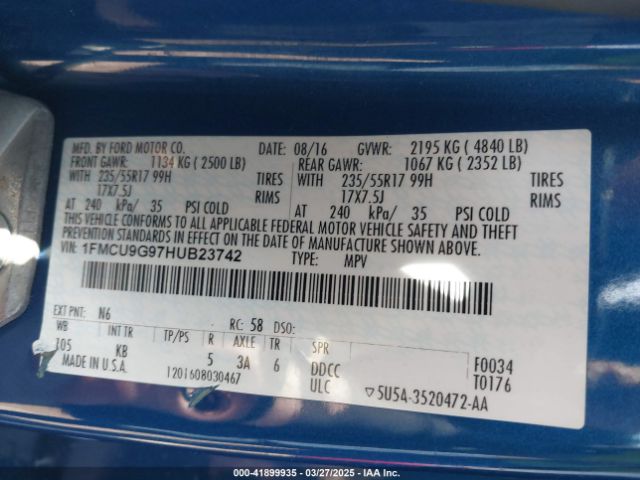 MFD. BY FORD MOTOR CO. DATE: 08/16 GVWR: 2195 KG ( 4840 LB)
FRONT GAWR: 1134 KG ( 2500 LB) REAR GAWR: 1067 KG ( 2352 LB)
WITH 235/55R17 99H TIRES WITH 235/55R17 99H TIRES
17X7.5J RIMS 17X7.5J RIMS
AT 240 kPa/ 35 PSI COLD AT 240 kPa/ 35 PSI COLD
THIS VEHICLE CONFORMS TO ALL APPLICABLE FEDERAL MOTOR VEHICLE SAFETY AND THEFT
PREVENTION STANDARDS IN EFFECT ON THE DATE OF MANUFACTURE SHOWN ABOVE.
VIN: 1FMCU9G97HUB23742 TYPE: MPV
EXT PNT: N6 RC: 58 DSO:
WB INT TR TP/PS R AXLE TR SPR
105 KB 5 3A 6 DDCC F0034
MADE IN U.S.A. 1201608030467 ULC ▽5U5A-3520472-AA T0176
000-41899935 - 03/27/2025 - IAA Inc.